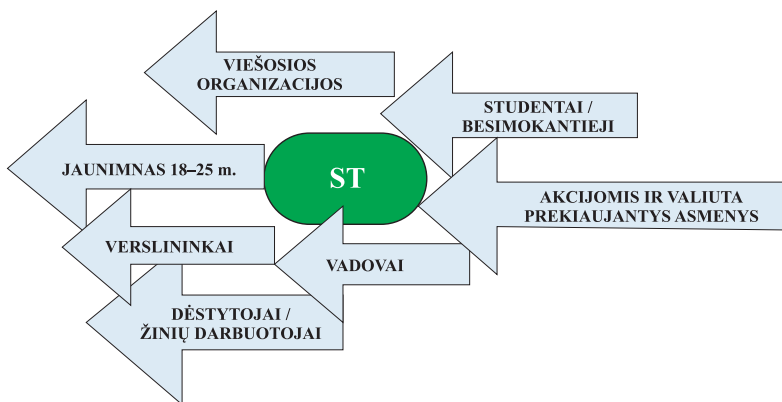 VIEŠOSIOS
ORGANIZACIJOS
STUDENTAI /
BESIMOKANTIEJI
JAUNIMNAS 18–25 m.
ST
AKCIJOMIS IR VALIUTA
PREKIAUJANTYS ASMENYS
VERSLININKAI
VADOVAI
DĖSTYTOJAI /
ŽINIŲ DARBUOTOJAI